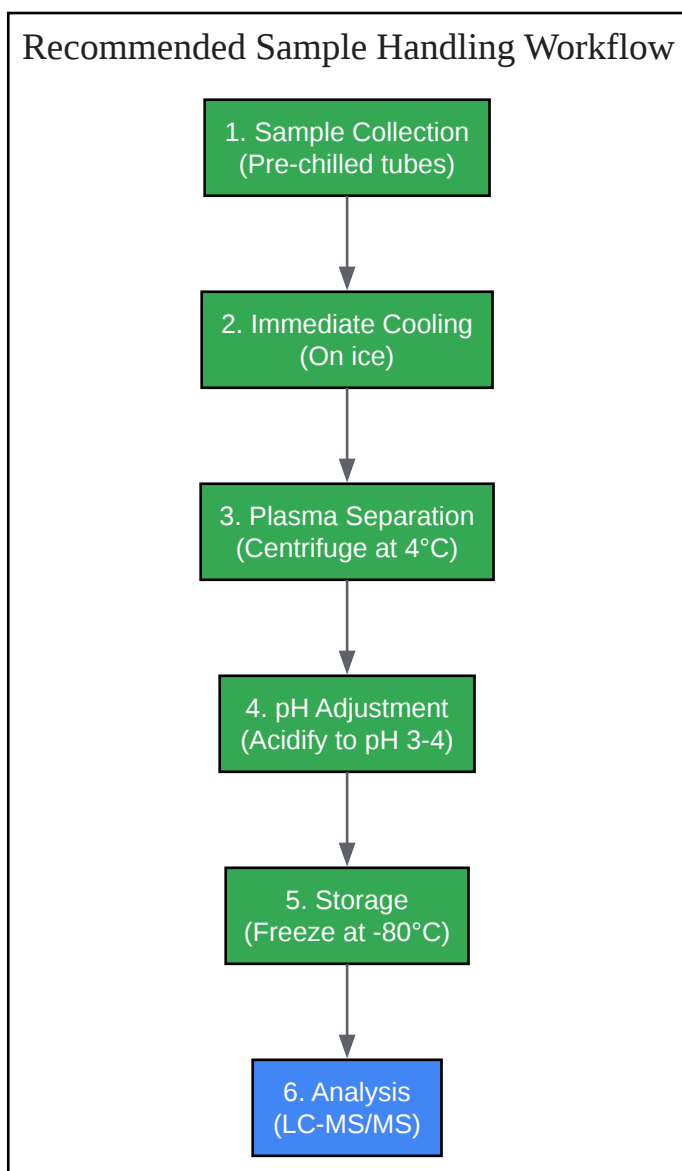 Recommended Sample Handling Workflow
1. Sample Collection
(Pre-chilled tubes)
2. Immediate Cooling
(On ice)
3. Plasma Separation
(Centrifuge at 4°C)
4. pH Adjustment
(Acidify to pH 3-4)
5. Storage
(Freeze at -80°C)
6. Analysis
(LC-MS/MS)